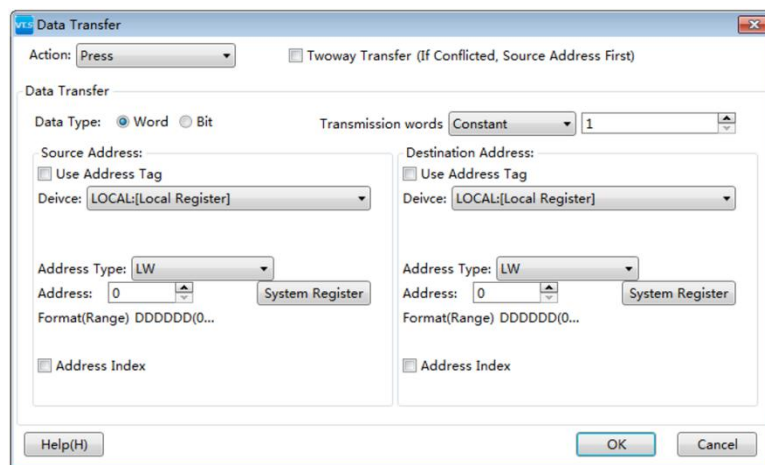 VT.5 Data Transfer
Action: Press Twoway Transfer (If Conflicted, Source Address First)
Data Transfer
Data Type: Word Bit Transmission words Constant 1
Source Address:
Use Address Tag
Deivce: LOCAL:[Local Register]
Address Type: LW
Address: 0 System Register
Format(Range) DDDDDD(0...
Address Index
Destination Address:
Use Address Tag
Deivce: LOCAL:[Local Register]
Address Type: LW
Address: 0 System Register
Format(Range) DDDDDD(0...
Address Index
Help(H) OK Cancel